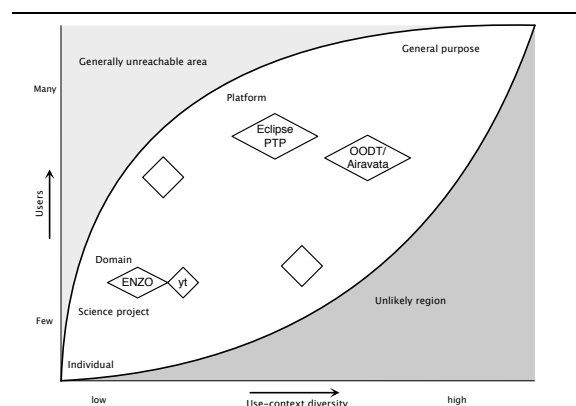 General purpose
Generally unreachable area
Many
Platform
Eclipse
PTP
OODT/
Airavata
Users
Domain
ENZO
yt
Science project
Unlikely region
Few
Individual
low
Use-context diversity
high